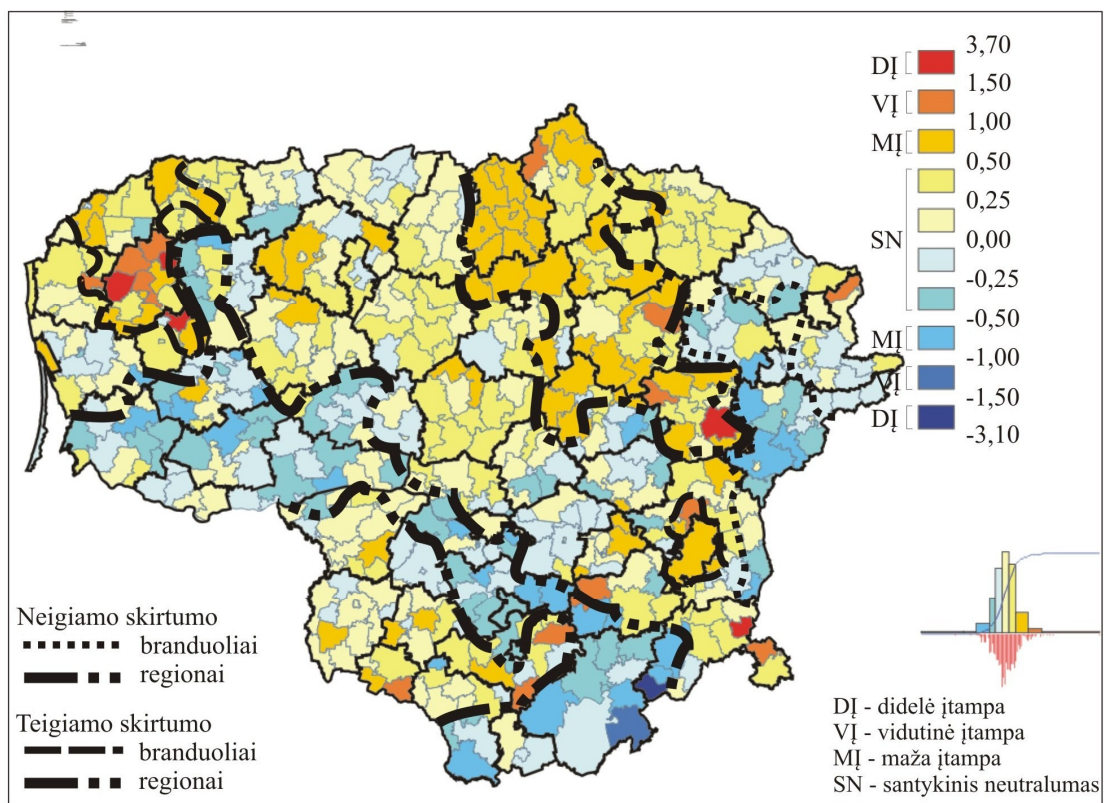 3,70
DĮ
1,50
VĮ
1,00
MĮ
0,50
0,25
SN
0,00
-0,25
-0,50
MĮ
-1,00
VĮ
-1,50
DĮ
-3,10
Neigiamo skirtumo
branduoliai
regionai
Teigiamo skirtumo
branduoliai
regionai
DĮ - didelė įtampa
VĮ - vidutinė įtampa
MĮ - maža įtampa
SN - santykinis neutralumas